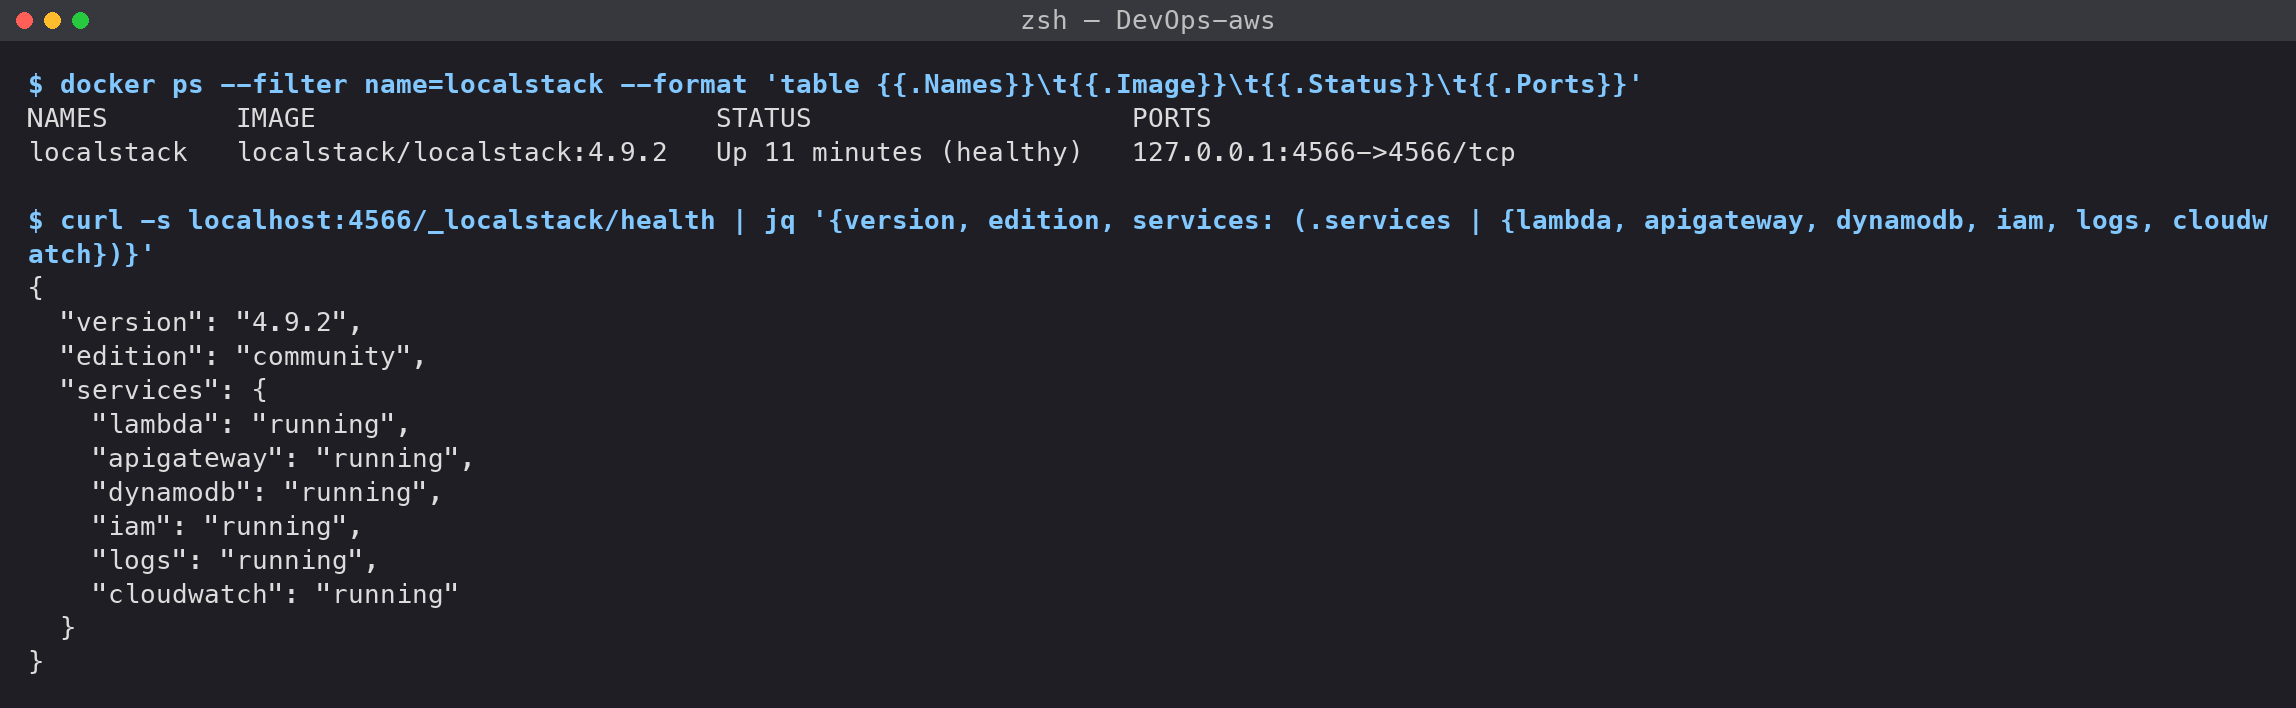 zsh — DevOps-aws
$ docker ps --filter name=localstack --format 'table {{.Names}}\t{{.Image}}\t{{.Status}}\t{{.Ports}}'
NAMES        IMAGE                         STATUS                    PORTS
localstack   localstack/localstack:4.9.2   Up 11 minutes (healthy)   127.0.0.1:4566->4566/tcp
$ curl -s localhost:4566/_localstack/health | jq '{version, edition, services: (.services | {lambda, apigateway, dynamodb, iam, logs, cloudw
atch})}'
{
  "version": "4.9.2",
  "edition": "community",
  "services": {
    "lambda": "running",
    "apigateway": "running",
    "dynamodb": "running",
    "iam": "running",
    "logs": "running",
    "cloudwatch": "running"
  }
}